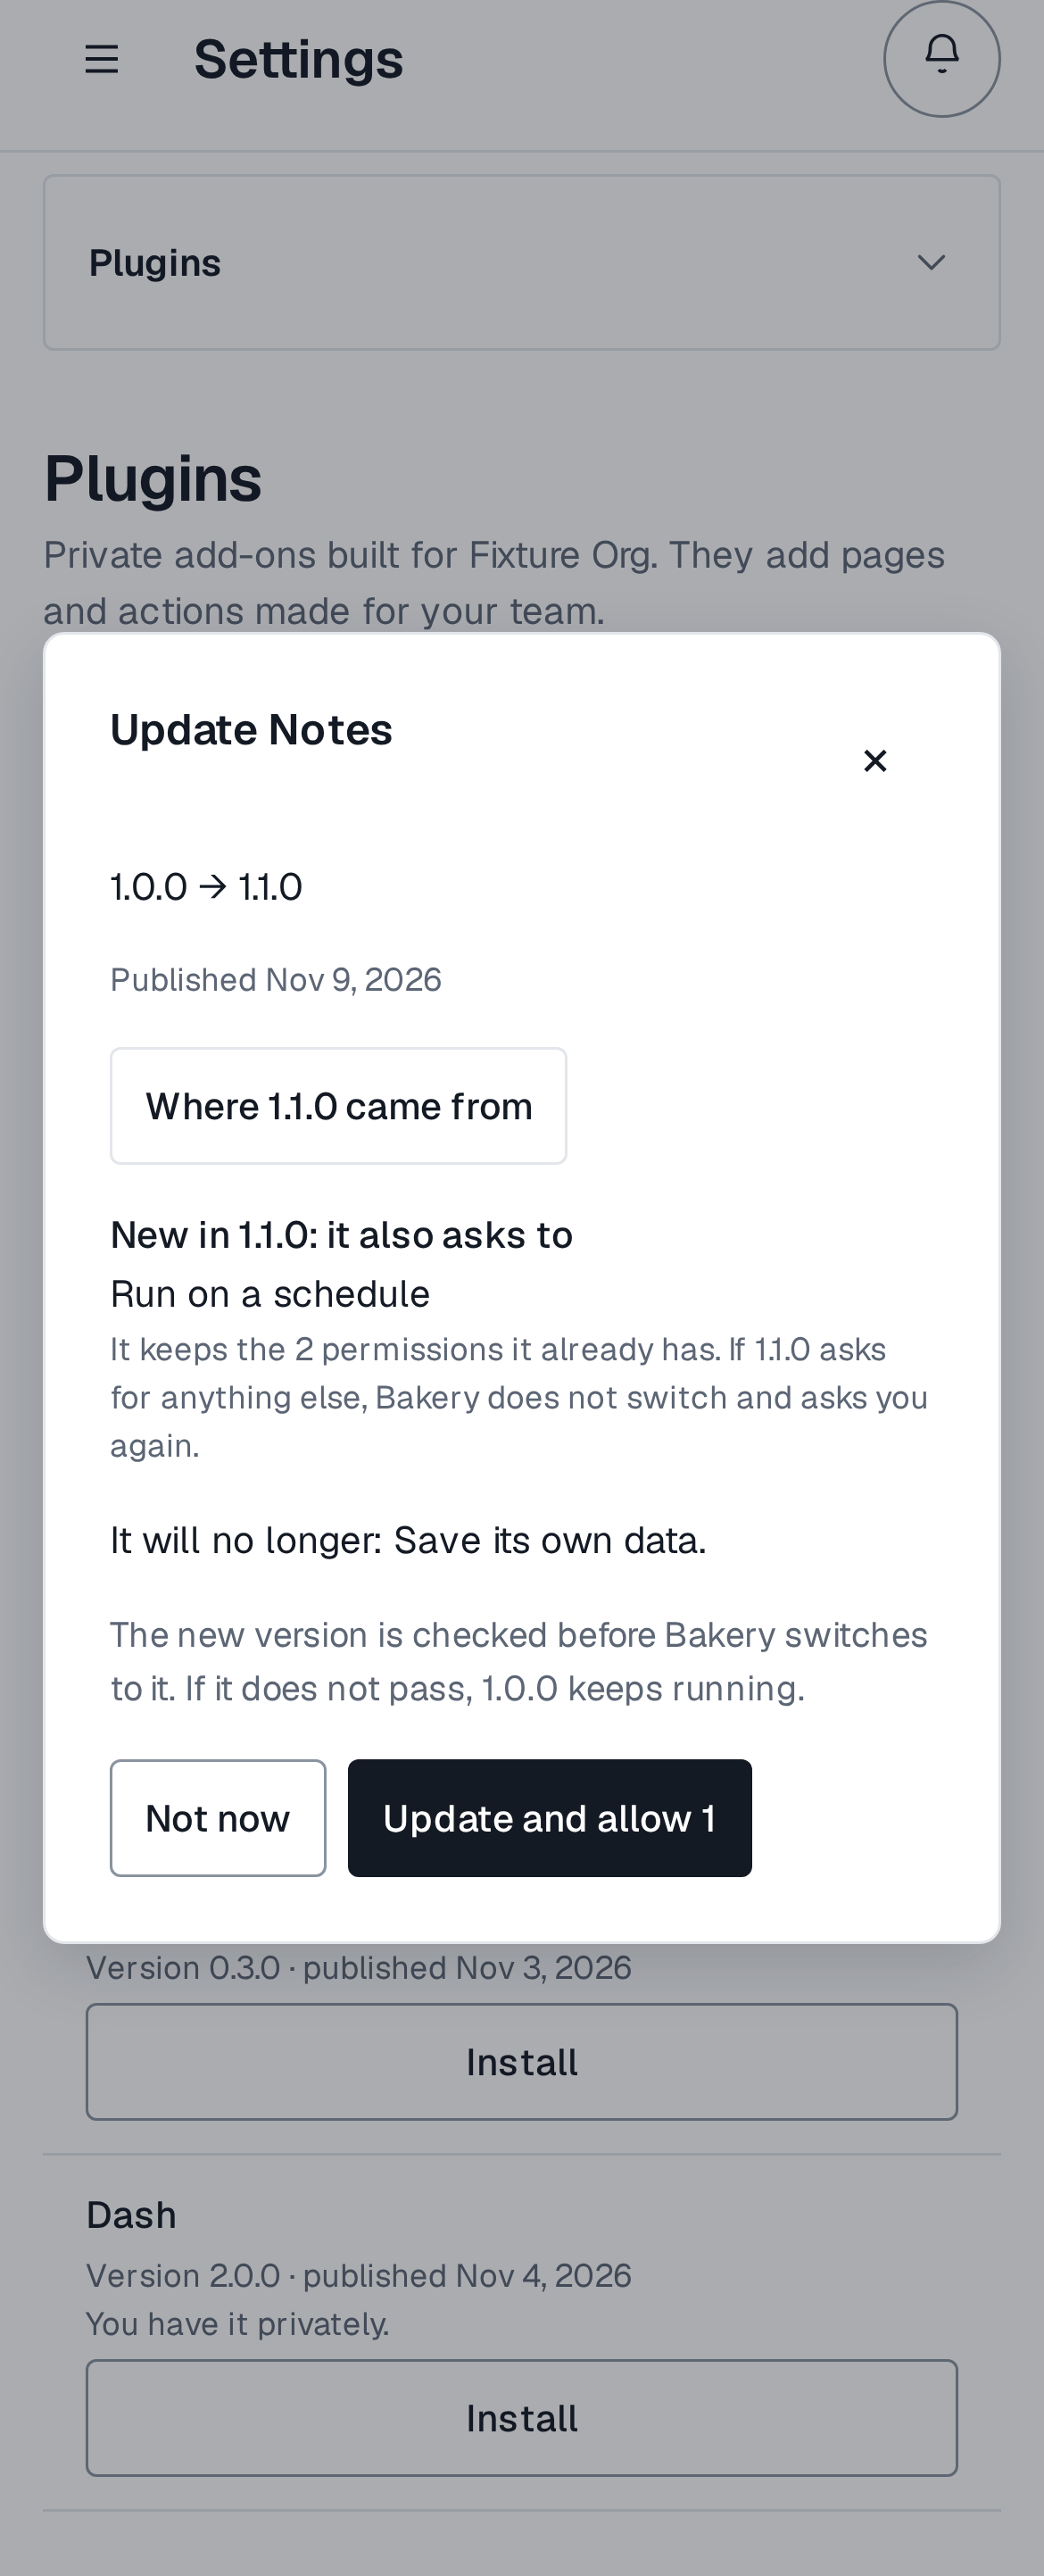 Settings
Plugins
Plugins
Private add-ons built for Fixture Org. They add pages
and actions made for your team.
Update Notes
1.0.0 → 1.1.0
Published Nov 9, 2026
Where 1.1.0 came from
New in 1.1.0: it also asks to
Run on a schedule
It keeps the 2 permissions it already has. If 1.1.0 asks
for anything else, Bakery does not switch and asks you
again.
It will no longer: Save its own data.
The new version is checked before Bakery switches
to it. If it does not pass, 1.0.0 keeps running.
Not now
Update and allow 1
Version 0.3.0 · published Nov 3, 2026
Install
Dash
Version 2.0.0 · published Nov 4, 2026
You have it privately.
Install